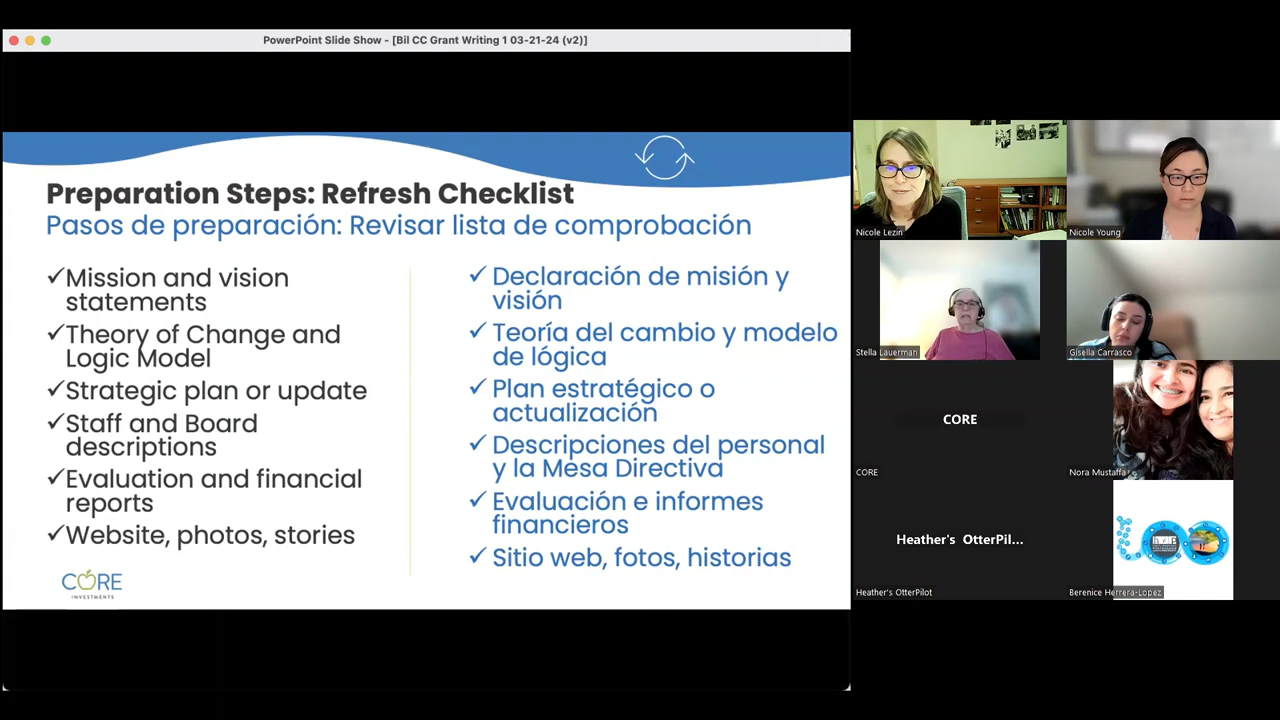 PowerPoint Slide Show - [Bil CC Grant Writing 1 03-21-24 (v2)]
Preparation Steps: Refresh Checklist
Pasos de preparación: Revisar lista de comprobación
✓Mission and vision
statements
✓Theory of Change and
Logic Model
✓Strategic plan or update
✓Staff and Board
descriptions
✓Evaluation and financial
reports
✓Website, photos, stories
✓Declaración de misión y
visión
✓Teoría del cambio y modelo
de lógica
✓Plan estratégico o
actualización
✓Descripciones del personal
y la Mesa Directiva
✓Evaluación e informes
financieros
✓Sitio web, fotos, historias
CORE
INVESTMENTS
Nicole Lezin
Nicole Young
Stella Lauerman
Gisella Carrasco
CORE
CORE
Nora Mustaffa
Heather's OtterPil...
Heather's OtterPilot
Berenice Herrera-Lopez